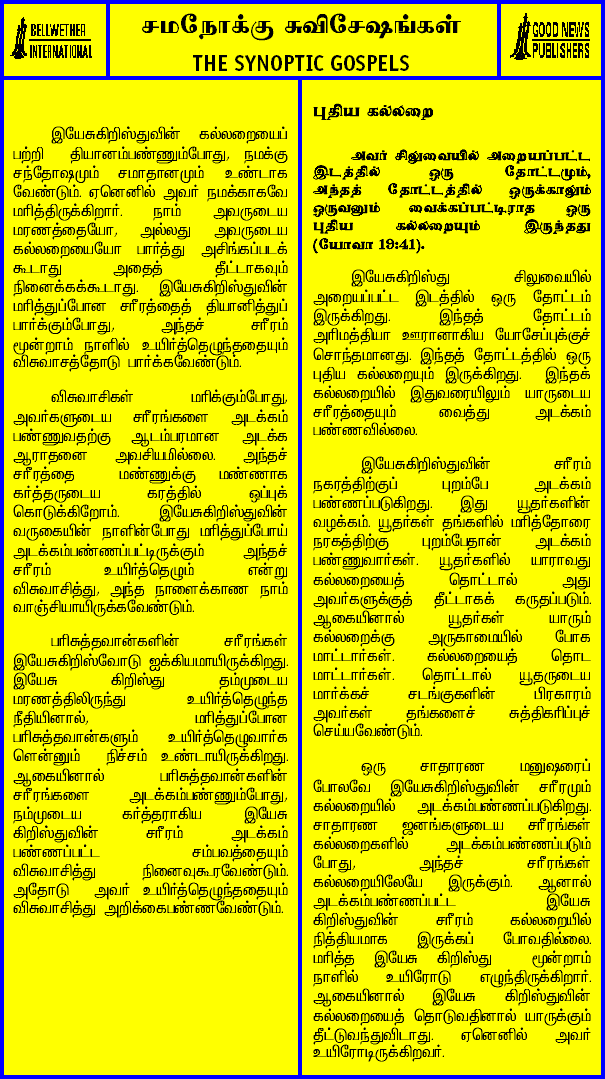 BELLWETHER
INTERNATIONAL
சமநோக்கு சுவிசேஷங்கள்
THE SYNOPTIC GOSPELS
GOOD NEWS
PUBLISHERS
இயேசுகிறிஸ்துவின் கல்லறையைப்
பற்றி தியானம்பண்ணும்போது, நமக்கு
சந்தோஷமும் சமாதானமும் உண்டாக
வேண்டும். ஏனெனில் அவர் நமக்காகவே
மரித்திருக்கிறார். நாம் அவருடைய
மரணத்தையோ, அல்லது அவருடைய
கல்லறையையோ பார்த்து அசிங்கப்படக்
கூடாது அதைத் தீட்டாகவும்
நினைக்கக்கூடாது. இயேசுகிறிஸ்துவின்
மரித்துப்போன சரீரத்தைத் தியானித்துப்
பார்க்கும்போது, அந்தச் சரீரம்
மூன்றாம் நாளில் உயிர்த்தெழுந்ததையும்
விசுவாசத்தோடு பார்க்கவேண்டும்.
விசுவாசிகள் மரிக்கும்போது,
அவர்களுடைய சரீரங்களை அடக்கம்
பண்ணுவதற்கு ஆடம்பரமான அடக்க
ஆராதனை அவசியமில்லை. அந்தச்
சரீரத்தை மண்ணுக்கு மண்ணாக
கர்த்தருடைய கரத்தில் ஒப்புக்
கொடுக்கிறோம். இயேசுகிறிஸ்துவின்
வருகையின் நாளின்போது மரித்துப்போய்
அடக்கம்பண்ணப்பட்டிருக்கும் அந்தச்
சரீரம் உயிர்த்தெழும் என்று
விசுவாசித்து, அந்த நாளைக்காண நாம்
வாஞ்சியாயிருக்கவேண்டும்.
பரிசுத்தவான்களின் சரீரங்கள்
இயேசுகிறிஸ்வோடு ஐக்கியமாயிருக்கிறது.
இயேசு கிறிஸ்து தம்முடைய
மரணத்திலிருந்து உயிர்த்தெழுந்த
நீதியினால், மரித்துப்போன
பரிசுத்தவான்களும் உயிர்த்தெழுவார்க
ளென்னும் நிச்சம் உண்டாயிருக்கிறது.
ஆகையினால் பரிசுத்தவான்களின்
சரீரங்களை அடக்கம்பண்ணும்போது,
நம்முடைய கர்த்தராகிய இயேசு
கிறிஸ்துவின் சரீரம் அடக்கம்
பண்ணப்பட்ட சம்பவத்தையும்
விசுவாசித்து நினைவுகூரவேண்டும்.
அதோடு அவர் உயிர்த்தெழுந்ததையும்
விசுவாசித்து அறிக்கைபண்ணவேண்டும்.
புதிய கல்லறை
அவர் சிலுவையில் அறையப்பட்ட
இடத்தில் ஒரு தோட்டமும்,
அந்தத் தோட்டத்தில் ஒருக்காலும்
ஒருவனும் வைக்கப்பட்டிராத ஒரு
புதிய கல்லறையும் இருந்தது
(யோவா 19:41).
இயேசுகிறிஸ்து சிலுவையில்
அறையப்பட்ட இடத்தில் ஒரு தோட்டம்
இருக்கிறது. இந்தத் தோட்டம்
அரிமத்தியா ஊரானாகிய யோசேப்புக்குச்
சொந்தமானது. இந்தத் தோட்டத்தில் ஒரு
புதிய கல்லறையும் இருக்கிறது. இந்தக்
கல்லறையில் இதுவரையிலும் யாருடைய
சரீரத்தையும் வைத்து அடக்கம்
பண்ணவில்லை.
இயேசுகிறிஸ்துவின் சரீரம்
நகரத்திற்குப் புறம்பே அடக்கம்
பண்ணப்படுகிறது. இது யூதர்களின்
வழக்கம். யூதர்கள் தங்களில் மரித்தோரை
நரகத்திற்கு புறம்பேதான் அடக்கம்
பண்ணுவார்கள். யூதர்களில் யாராவது
கல்லறையைத் தொட்டால் அது
அவர்களுக்குத் தீட்டாகக் கருதப்படும்.
ஆகையினால் யூதர்கள் யாரும்
கல்லறைக்கு அருகாமையில் போக
மாட்டார்கள். கல்லறையைத் தொட
மாட்டார்கள். தொட்டால் யூதருடைய
மார்க்கச் சடங்குகளின் பிரகாரம்
அவர்கள் தங்களைச் சுத்திகரிப்புச்
செய்யவேண்டும்.
ஒரு சாதாரண மனுஷரைப்
போலவே இயேசுகிறிஸ்துவின் சரீரமும்
கல்லறையில் அடக்கம்பண்ணப்படுகிறது.
சாதாரண ஜனங்களுடைய சரீரங்கள்
கல்லறைகளில் அடக்கம்பண்ணப்படும்
போது, அந்தச் சரீரங்கள்
கல்லறையிலேயே இருக்கும். ஆனால்
அடக்கம்பண்ணப்பட்ட இயேசு
கிறிஸ்துவின் சரீரம் கல்லறையில்
நித்தியமாக இருக்கப் போவதில்லை.
மரித்த இயேசு கிறிஸ்து மூன்றாம்
நாளில் உயிரோடு எழுந்திருக்கிறார்.
ஆகையினால் இயேசு கிறிஸ்துவின்
கல்லறையைத் தொடுவதினால் யாருக்கும்
தீட்டுவந்துவிடாது. ஏனெனில் அவர்
உயிரோடிருக்கிறவர்.